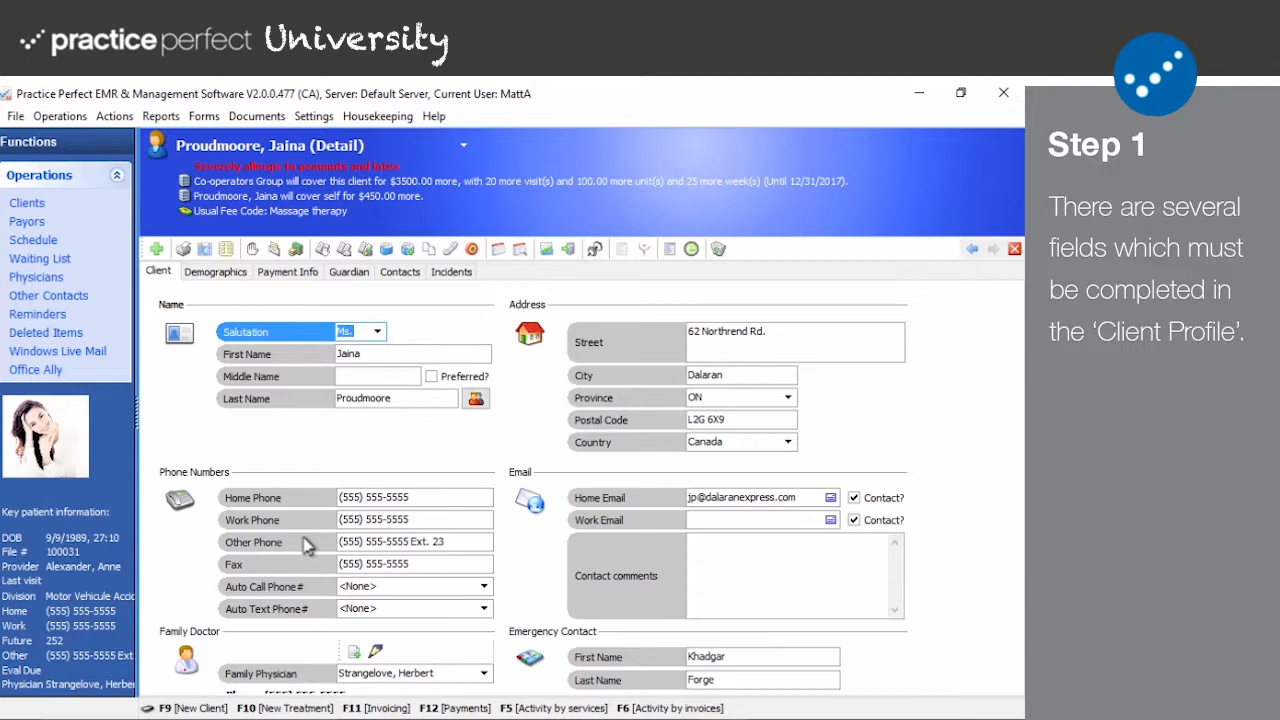 practice perfect University
Practice Perfect EMR & Management Software V2.0.0.477 (CA), Server: Default Server, Current User: MattA
File Operations Actions Reports Forms Documents Settings Housekeeping Help
Functions
Operations
Clients
Payors
Schedule
Waiting List
Physicians
Other Contacts
Reminders
Deleted Items
Windows Live Mail
Office Ally
Key patient information:
DOB 9/9/1989, 27:10
File # 100031
Provider Alexander, Anne
Last visit
Division Motor Vehicule Accid
Home (555) 555-5555
Work (555) 555-5555
Future 252
Other (555) 555-5555 Ext
Eval Due
Physician Strangelove, Herber
Proudmoore, Jaina (Detail)
Severely allergic to peanunts and latex
Co-operators Group will cover this client for $3500.00 more, with 20 more visit(s) and 100.00 more unit(s) and 25 more week(s) (Until 12/31/2017).
Proudmoore, Jaina will cover self for $450.00 more.
Usual Fee Code: Massage therapy
Client Demographics Payment Info Guardian Contacts Incidents
Name
Salutation Ms.
First Name Jaina
Middle Name Preferred?
Last Name Proudmoore
Address
Street 62 Northrend Rd.
City Dalaran
Province ON
Postal Code L2G 6X9
Country Canada
Phone Numbers
Home Phone (555) 555-5555
Work Phone (555) 555-5555
Other Phone (555) 555-5555 Ext. 23
Fax (555) 555-5555
Auto Call Phone# <None>
Auto Text Phone# <None>
Email
Home Email jp@dalaranexpress.com Contact?
Work Email Contact?
Contact comments
Family Doctor
Family Physician Strangelove, Herbert
Emergency Contact
First Name Khadgar
Last Name Forge
F9 [New Client] F10 [New Treatment] F11 [Invoicing] F12 [Payments] F5 [Activity by services] F6 [Activity by invoices]
Step 1
There are several
fields which must
be completed in
the ‘Client Profile’.